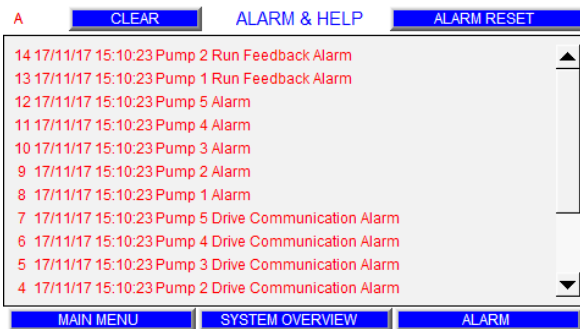 A CLEAR ALARM & HELP ALARM RESET
14 17/11/17 15:10:23 Pump 2 Run Feedback Alarm
13 17/11/17 15:10:23 Pump 1 Run Feedback Alarm
12 17/11/17 15:10:23 Pump 5 Alarm
11 17/11/17 15:10:23 Pump 4 Alarm
10 17/11/17 15:10:23 Pump 3 Alarm
9 17/11/17 15:10:23 Pump 2 Alarm
8 17/11/17 15:10:23 Pump 1 Alarm
7 17/11/17 15:10:23 Pump 5 Drive Communication Alarm
6 17/11/17 15:10:23 Pump 4 Drive Communication Alarm
5 17/11/17 15:10:23 Pump 3 Drive Communication Alarm
4 17/11/17 15:10:23 Pump 2 Drive Communication Alarm
MAIN MENU SYSTEM OVERVIEW ALARM